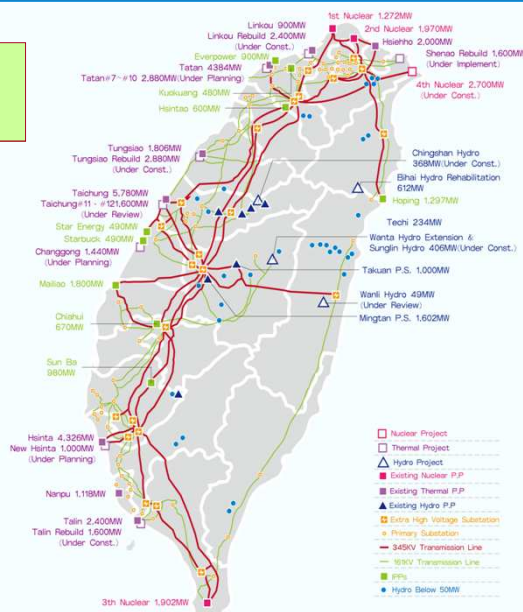 1st Nuclear 1,272MW
Linkou 900MW
2nd Nuclear 1,970MW
Linkou Rebuild 2,400MW
(Under Const.)
Hsiehho 2,000MW
Everpower 900MW
Shenao Rebuild 1,600MW
(Under Implement.)
Tatan 4384MW
Tatan#7-#10 2,880MW(Under Planning)
4th Nuclear 2,700MW
(Under Const.)
Kuokuang 480MW
Hsintao 600MW
Tungsiao 1,806MW
Tungsiao Rebuild 2,880MW
(Under Const.)
Chingshan Hydro
368MW(Under Const.)
Bihai Hydro Rehabilitation
612MW
Taichung 5,780MW
Taichung#11 - #121,600MW
(Under Review)
Hoping 1,297MW
Star Energy 490MW
Starbuck 490MW
Techi 234MW
Changgong 1,440MW
(Under Planning)
Wanta Hydro Extension &
Sunglin Hydro 406MW(Under Const.)
Takuan P.S. 1,000MW
Mailiao 1,800MW
Wanli Hydro 49MW
(Under Review)
Mingtan P.S. 1,602MW
Chiahui
670MW
Sun Ba
980MW
Hsinta 4,326MW
New Hsinta 1,000MW
(Under Planning)
Nanpu 1,118MW
Talin 2,400MW
Talin Rebuild 1,600MW
(Under Const.)
3th Nuclear 1,902MW
Nuclear Project
Thermal Project
Hydro Project
Existing Nuclear P.P
Existing Thermal P.P
Existing Hydro P.P
Extra High Voltage Substation
Primary Substation
345KV Transmission Line
161KV Transmission Line
IPPs
Hydro Below 50MW